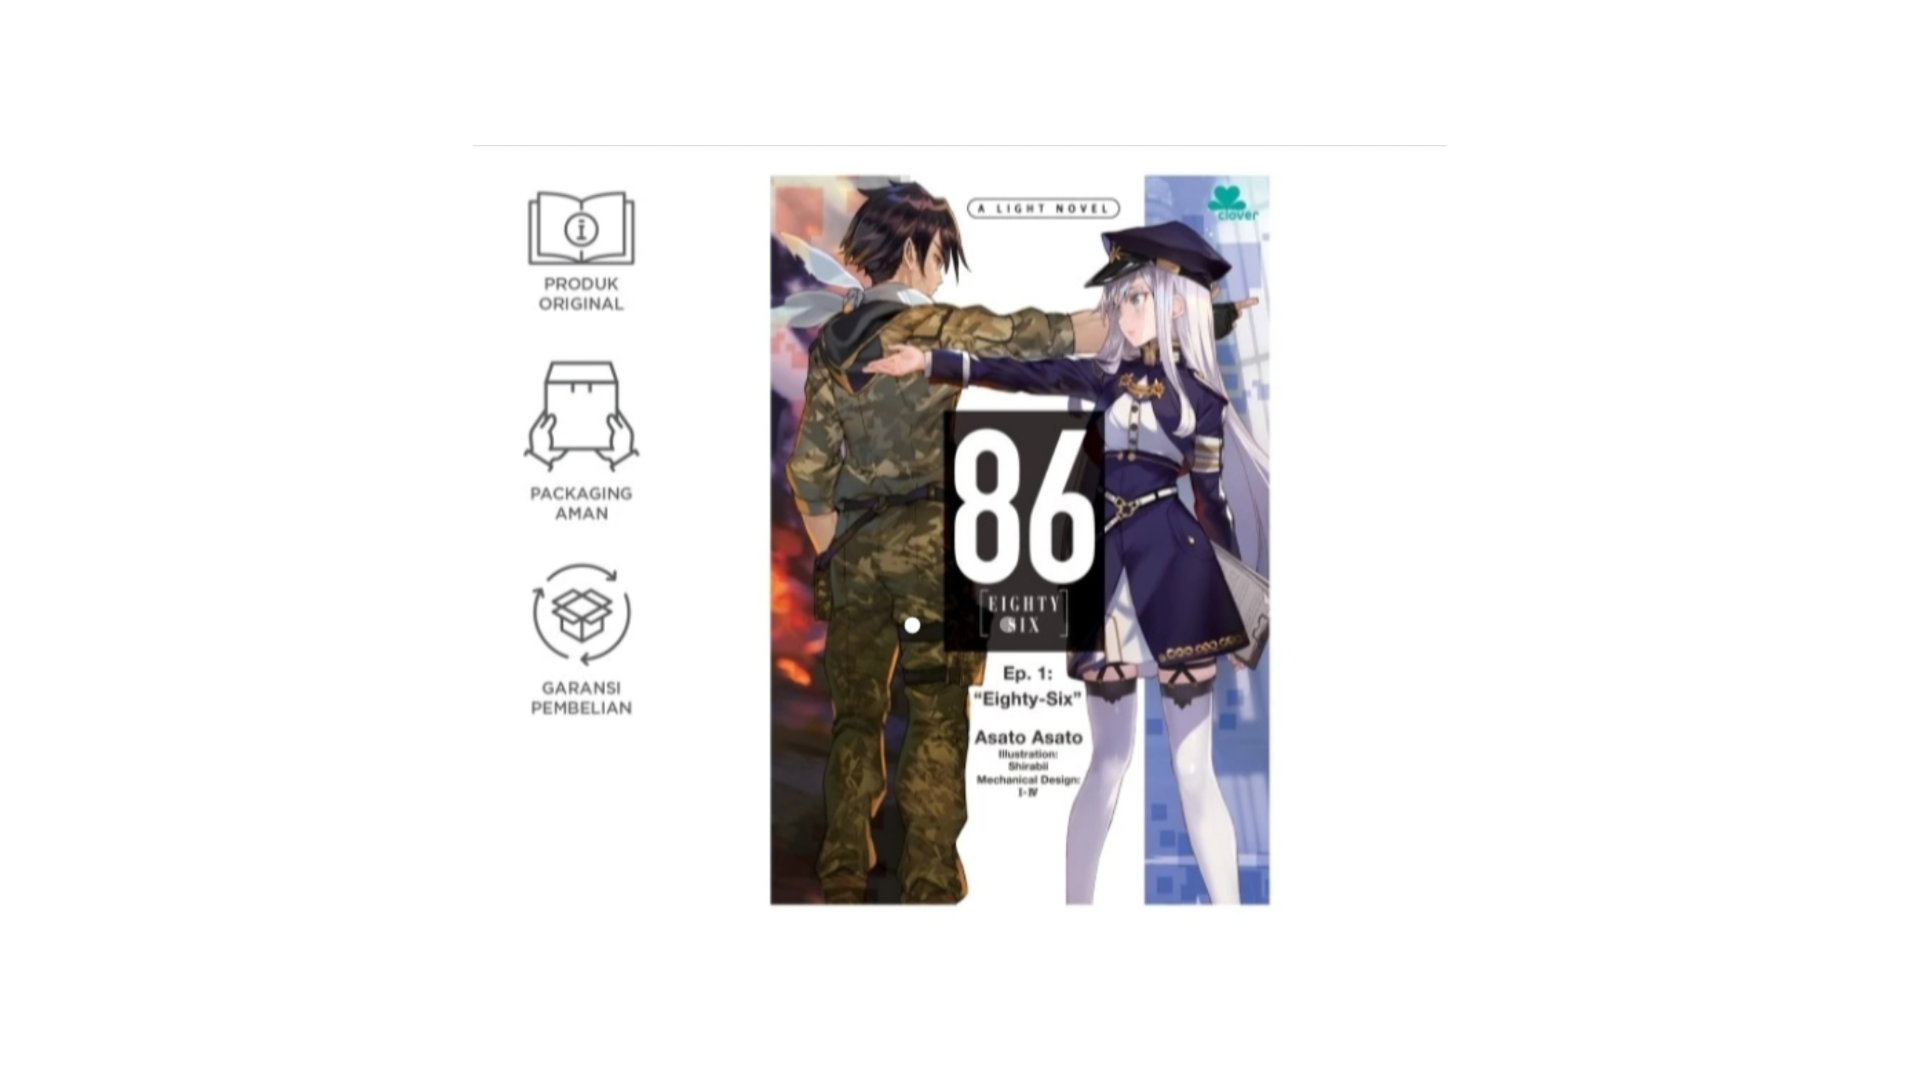 PRODUK
ORIGINAL
PACKAGING
AMAN
GARANSI
PEMBELIAN
A LIGHT NOVEL
clover
86
EIGHTY
SIX
Ep. 1:
“Eighty-Six”
Asato Asato
Illustration:
Shirabii
Mechanical Design:
I-IV